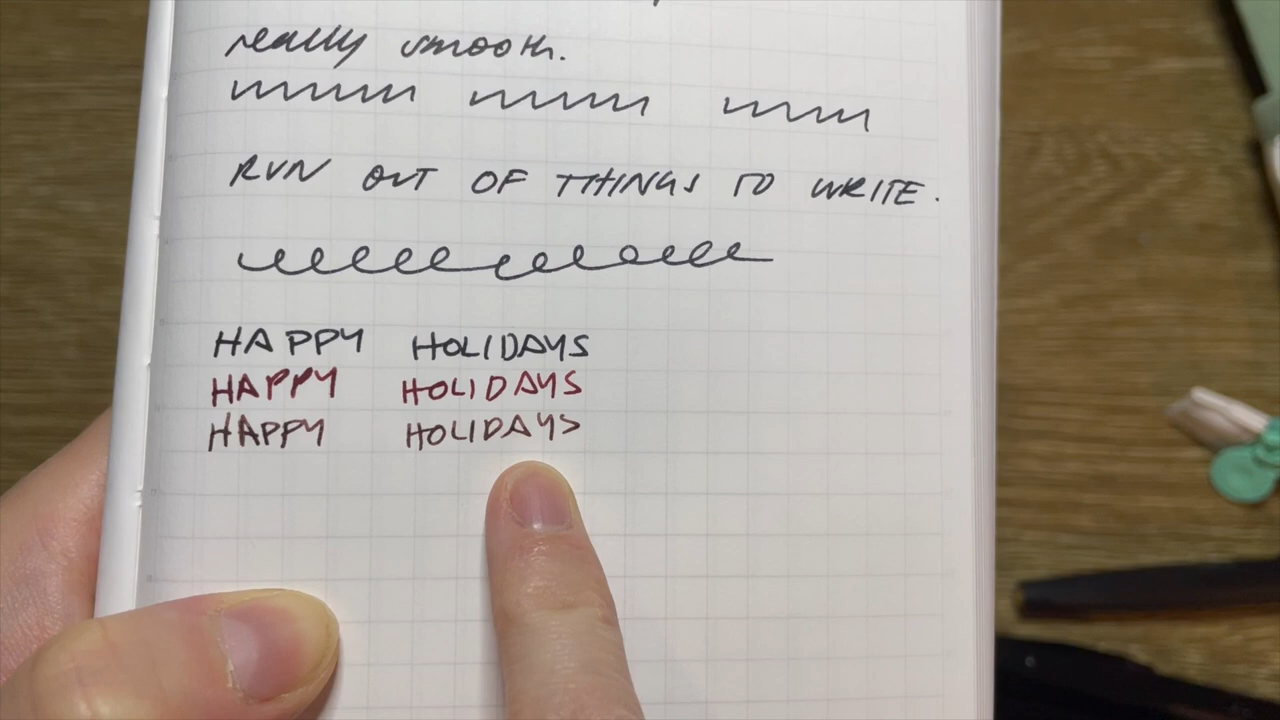 really smooth.
RUN OUT OF THINGS TO WRITE.
HAPPY HOLIDAYS
HAPPY HOLIDAYS
HAPPY HOLIDAYS